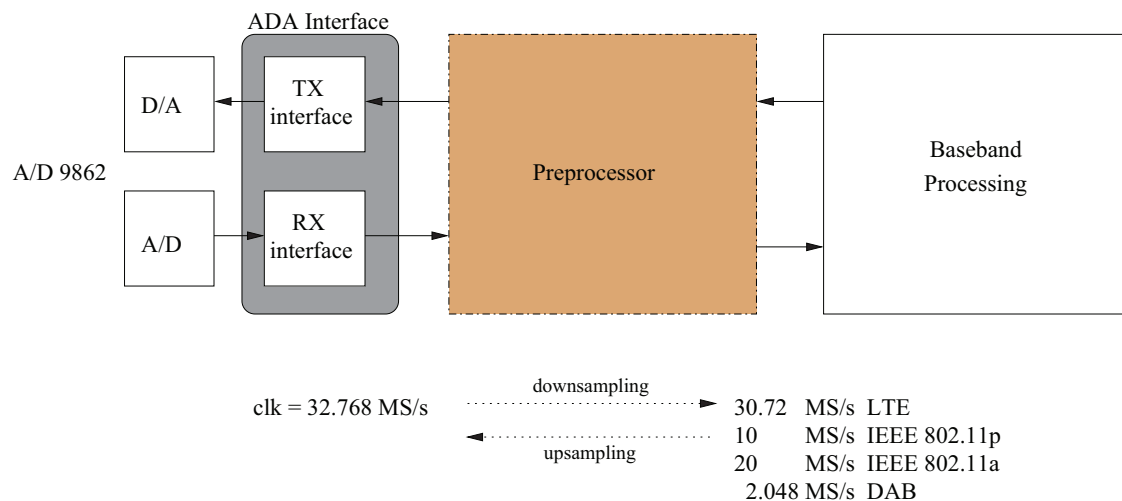 ADA Interface
TX
interface
D/A
A/D 9862
RX
interface
A/D
Preprocessor
Baseband
Processing
clk = 32.768 MS/s
downsampling
upsampling
30.72 MS/s LTE
10 MS/s IEEE 802.11p
20 MS/s IEEE 802.11a
2.048 MS/s DAB